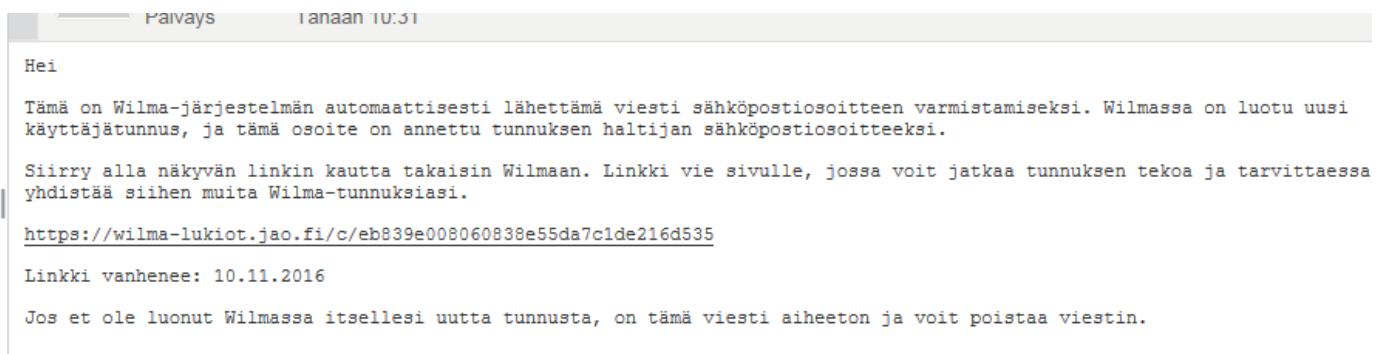 Päiväys Tänään 10:31
Hei
Tämä on Wilma-järjestelmän automaattisesti lähettämä viesti sähköpostiosoitteen varmistamiseksi. Wilmassa on luotu uusi
käyttäjätunnus, ja tämä osoite on annettu tunnuksen haltijan sähköpostiosoitteeksi.
Siirry alla näkyvän linkin kautta takaisin Wilmaan. Linkki vie sivulle, jossa voit jatkaa tunnuksen tekoa ja tarvittaessa
yhdistää siihen muita Wilma-tunnuksiasi.
https://wilma-lukiot.jao.fi/c/eb839e008060838e55da7c1de216d535
Linkki vanhenee: 10.11.2016
Jos et ole luonut Wilmassa itsellesi uutta tunnusta, on tämä viesti aiheeton ja voit poistaa viestin.